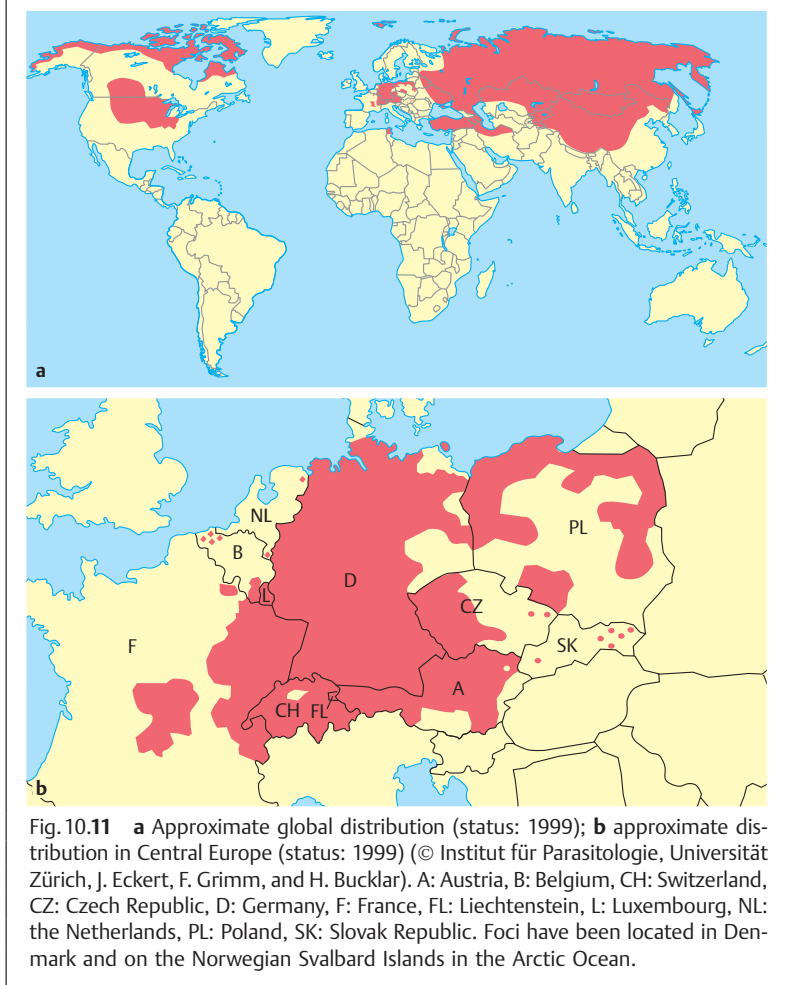 a
NL
B
PL
D
L
CZ
F
SK
A
CH FL
b
Fig. 10.11 a Approximate global distribution (status: 1999); b approximate dis-
tribution in Central Europe (status: 1999) (© Institut für Parasitologie, Universität
Zürich, J. Eckert, F. Grimm, and H. Bucklar). A: Austria, B: Belgium, CH: Switzerland,
CZ: Czech Republic, D: Germany, F: France, FL: Liechtenstein, L: Luxembourg, NL:
the Netherlands, PL: Poland, SK: Slovak Republic. Foci have been located in Den-
mark and on the Norwegian Svalbard Islands in the Arctic Ocean.